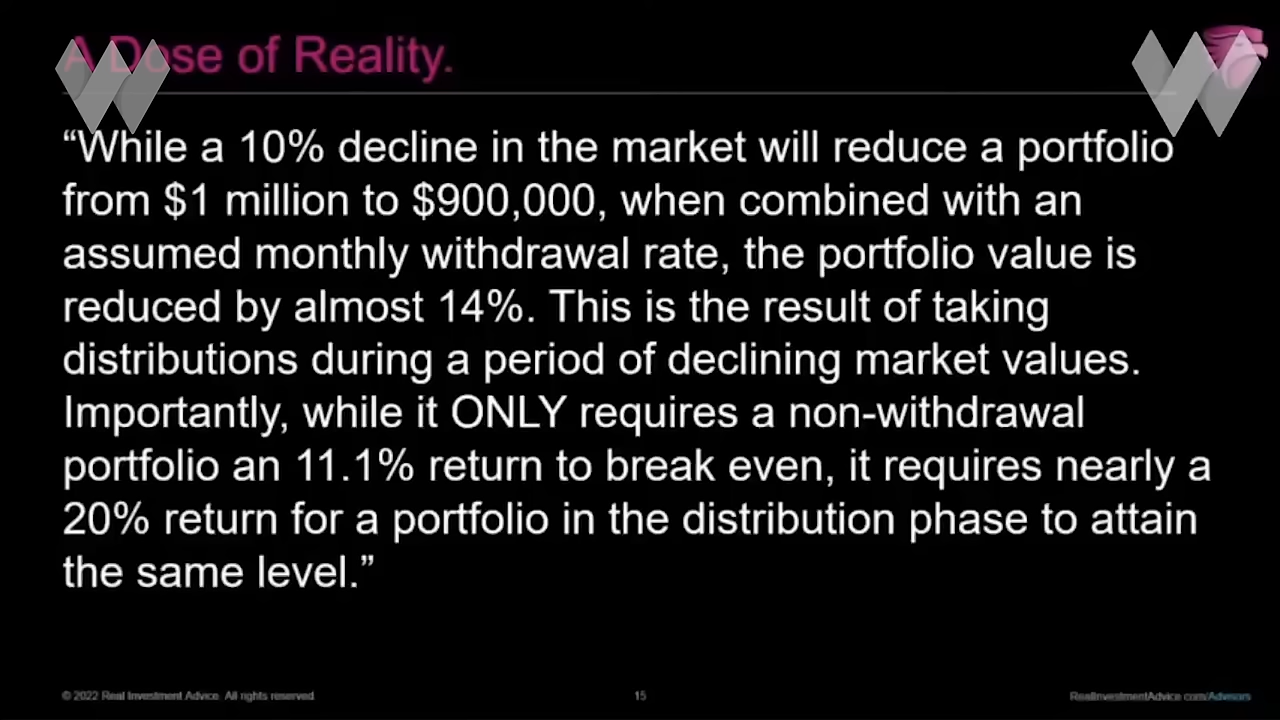 A Dose of Reality.
“While a 10% decline in the market will reduce a portfolio
from $1 million to $900,000, when combined with an
assumed monthly withdrawal rate, the portfolio value is
reduced by almost 14%. This is the result of taking
distributions during a period of declining market values.
Importantly, while it ONLY requires a non-withdrawal
portfolio an 11.1% return to break even, it requires nearly a
20% return for a portfolio in the distribution phase to attain
the same level.”
© 2022 Real Investment Advice. All rights reserved.
15
RealInvestmentAdvice.com/Advisors